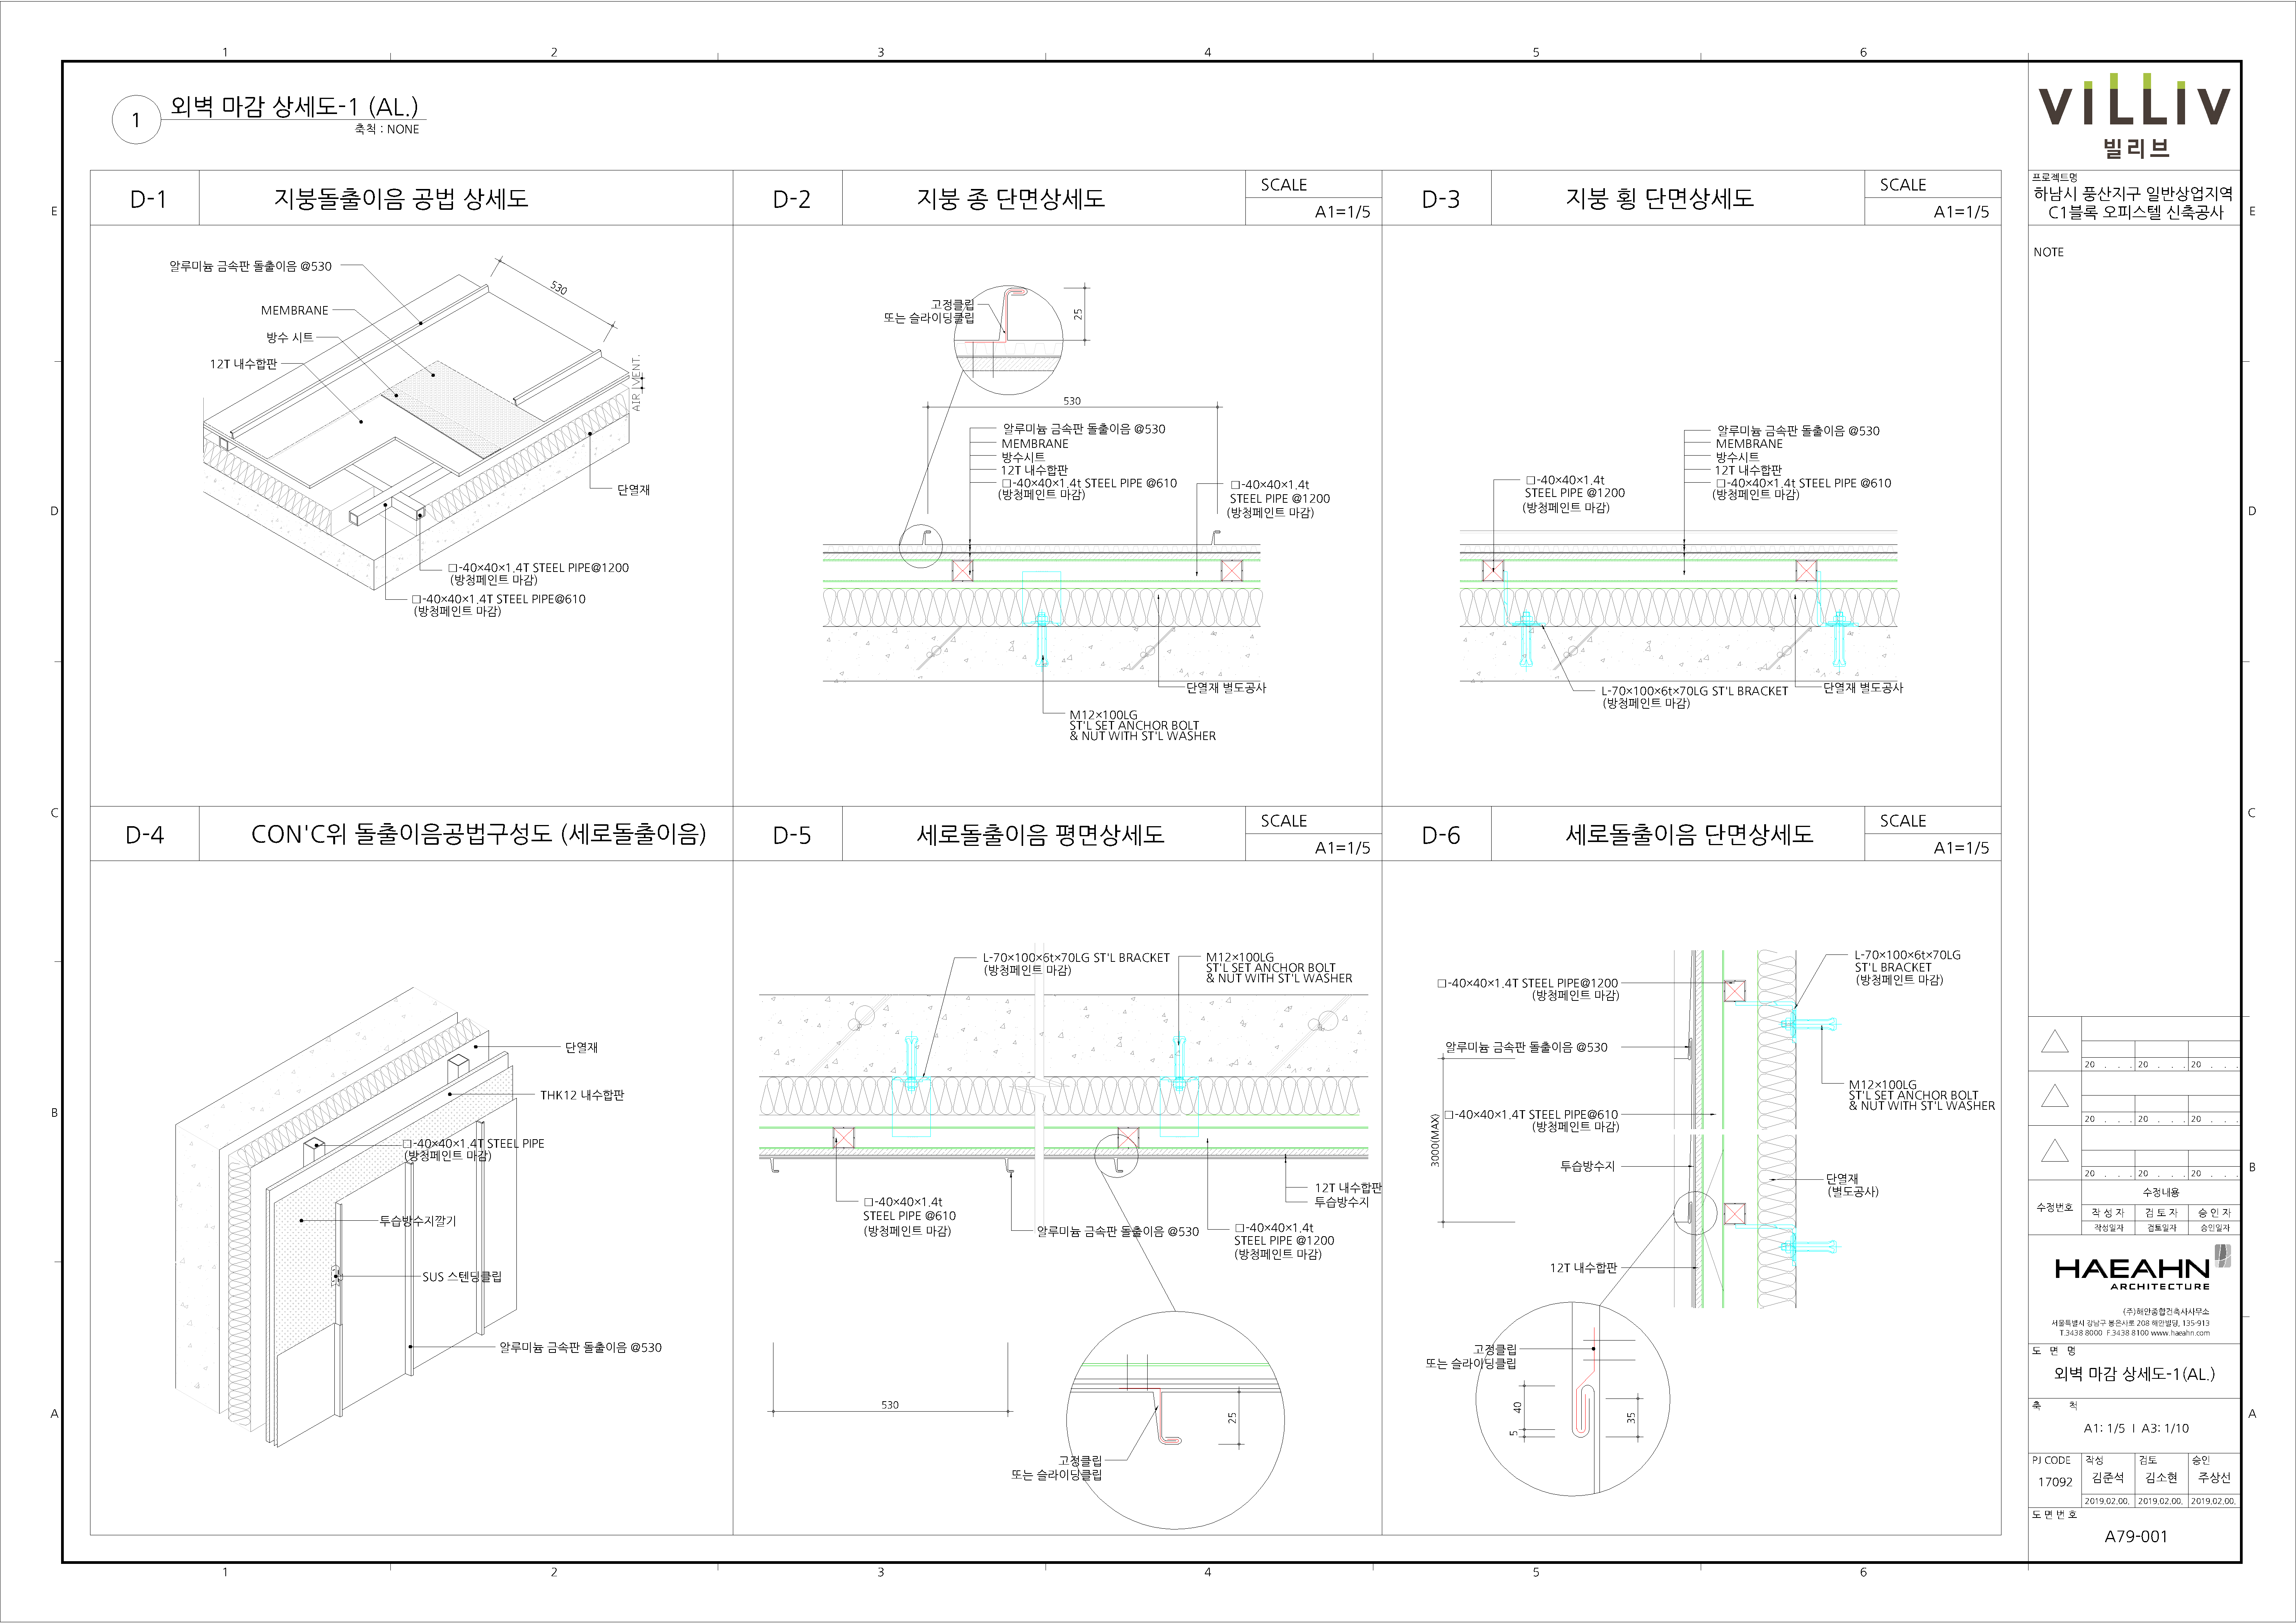 1 2 3 4 5 6
E
D
C
B
A
1
외벽 마감 상세도-1 (AL.)
축척 : NONE
D-1
지붕돌출이음 공법 상세도
알루미늄 금속판 돌출이음 @530
530
MEMBRANE
방수 시트
12T 내수합판
AIR VENT.
단열재
□-40×40×1.4T STEEL PIPE@1200
(방청페인트 마감)
□-40×40×1.4T STEEL PIPE@610
(방청페인트 마감)
D-2
지붕 종 단면상세도
SCALE
A1=1/5
고정클립
또는 슬라이딩클립
25
530
알루미늄 금속판 돌출이음 @530
MEMBRANE
방수시트
12T 내수합판
□-40×40×1.4t STEEL PIPE @610
(방청페인트 마감)
□-40×40×1.4t
STEEL PIPE @1200
(방청페인트 마감)
단열재 별도공사
M12×100LG
ST'L SET ANCHOR BOLT
& NUT WITH ST'L WASHER
D-3
지붕 횡 단면상세도
SCALE
A1=1/5
알루미늄 금속판 돌출이음 @530
MEMBRANE
방수시트
12T 내수합판
□-40×40×1.4t STEEL PIPE @610
(방청페인트 마감)
□-40×40×1.4t
STEEL PIPE @1200
(방청페인트 마감)
L-70×100×6t×70LG ST'L BRACKET
(방청페인트 마감)
단열재 별도공사
D-4
CON'C위 돌출이음공법구성도 (세로돌출이음)
단열재
THK12 내수합판
□-40×40×1.4T STEEL PIPE
(방청페인트 마감)
투습방수지깔기
SUS 스텐딩클립
알루미늄 금속판 돌출이음 @530
D-5
세로돌출이음 평면상세도
SCALE
A1=1/5
L-70×100×6t×70LG ST'L BRACKET
(방청페인트 마감)
M12×100LG
ST'L SET ANCHOR BOLT
& NUT WITH ST'L WASHER
12T 내수합판
투습방수지
□-40×40×1.4t
STEEL PIPE @610
(방청페인트 마감)
알루미늄 금속판 돌출이음 @530
□-40×40×1.4t
STEEL PIPE @1200
(방청페인트 마감)
530
25
고정클립
또는 슬라이딩클립
D-6
세로돌출이음 단면상세도
SCALE
A1=1/5
L-70×100×6t×70LG
ST'L BRACKET
(방청페인트 마감)
□-40×40×1.4T STEEL PIPE@1200
(방청페인트 마감)
알루미늄 금속판 돌출이음 @530
M12×100LG
ST'L SET ANCHOR BOLT
& NUT WITH ST'L WASHER
□-40×40×1.4T STEEL PIPE@610
(방청페인트 마감)
3000(MAX)
투습방수지
단열재
(별도공사)
12T 내수합판
고정클립
또는 슬라이딩클립
40
5
35
VILLIV
빌리브
프로젝트명
하남시 풍산지구 일반상업지역
C1블록 오피스텔 신축공사
NOTE
20 . . . 20 . . . 20 . . .
20 . . . 20 . . . 20 . . .
20 . . . 20 . . . 20 . . .
수정번호
수정내용
작 성 자 검 토 자 승 인 자
작성일자 검토일자 승인일자
HAEAHN
ARCHITECTURE
(주)해안종합건축사사무소
서울특별시 강남구 봉은사로 208 해안빌딩, 135-913
T.3438 8000 F.3438 8100 www.haeahn.com
도 면 명
외벽 마감 상세도-1(AL.)
축 척
A1: 1/5 I A3: 1/10
PJ CODE 작성 검토 승인
17092 김준석 김소현 주상선
2019.02.00. 2019.02.00. 2019.02.00.
도 면 번 호
A79-001
E
D
C
B
B
A
1 2 3 4 5 6